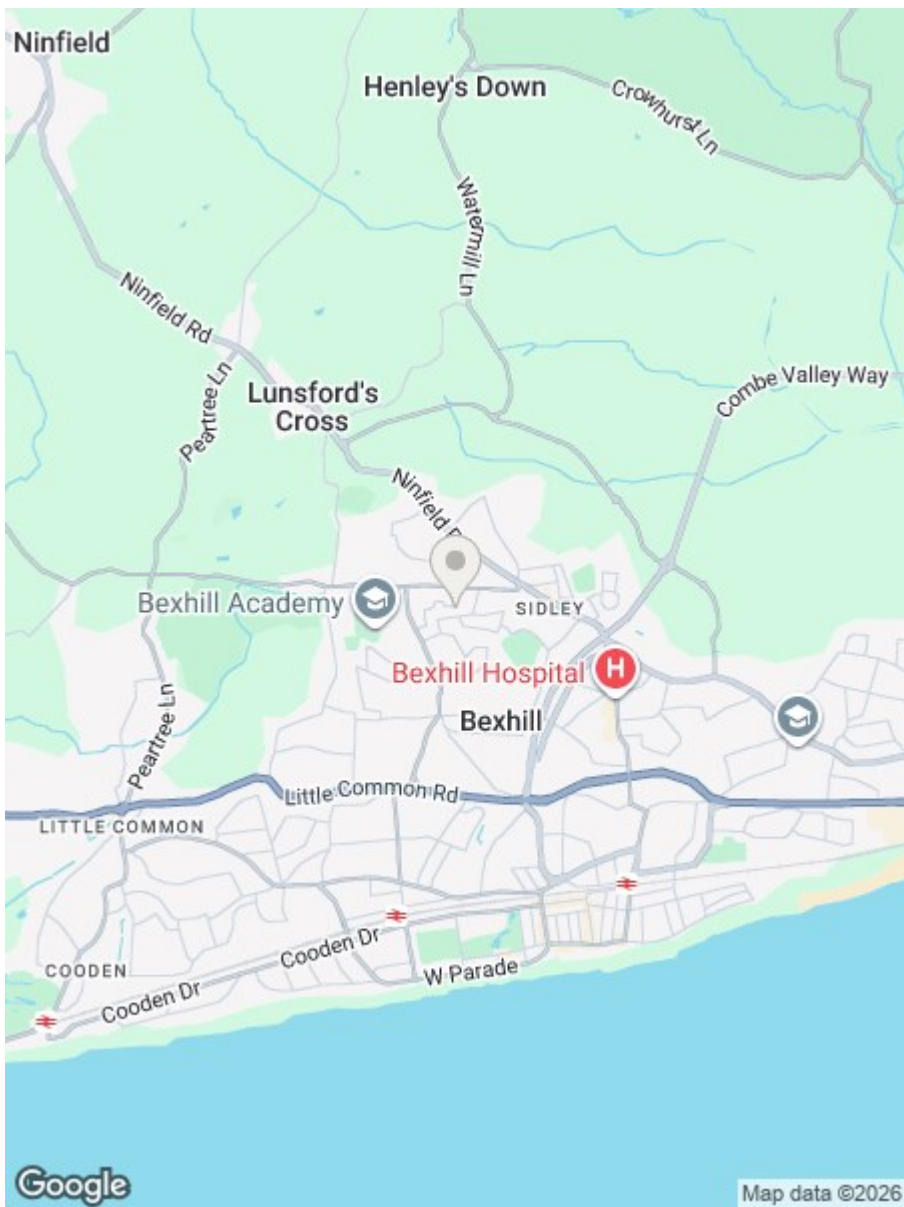 Ninfield
Henley's Down
Crowhurst Ln
Watermill Ln
Ninfield Rd
Combe Valley Way
Peartree Ln
Lunsford's
Cross
Ninfield R
Bexhill Academy
SIDLEY
Bexhill Hospital
H
Peartree Ln
Bexhill
Little Common Rd
LITTLE COMMON
Cooden Dr
COODEN
W Parade
Cooden Dr
Google
Map data ©2026